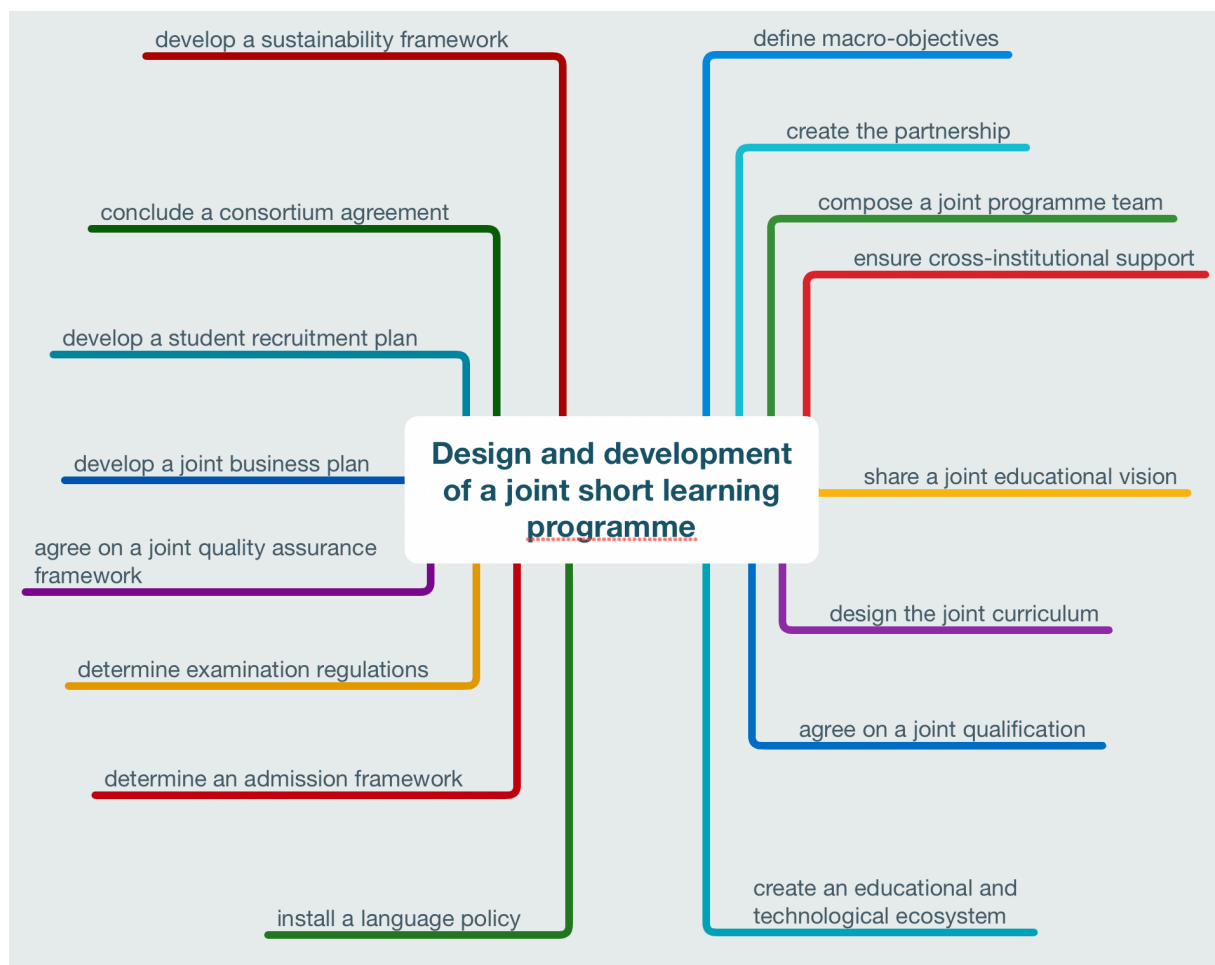 develop a sustainability framework
define macro-objectives
create the partnership
conclude a consortium agreement
compose a joint programme team
ensure cross-institutional support
develop a student recruitment plan
Design and development
of a joint short learning
programme
develop a joint business plan
share a joint educational vision
agree on a joint quality assurance
framework
design the joint curriculum
determine examination regulations
agree on a joint qualification
determine an admission framework
create an educational and
technological ecosystem
install a language policy